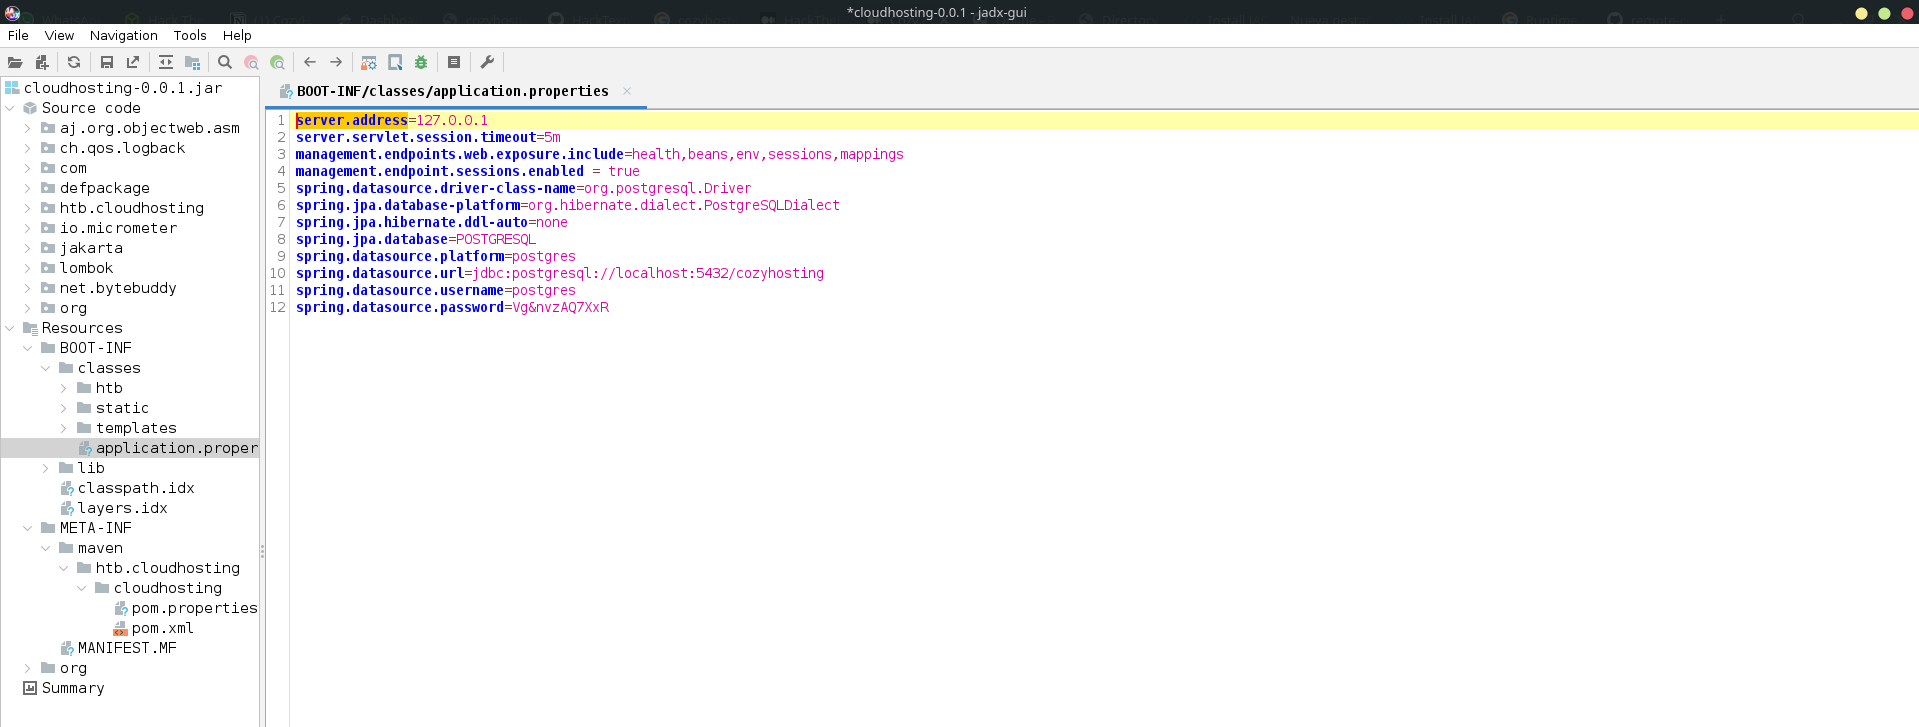 *cloudhosting-0.0.1 - jadx-gui
File View Navigation Tools Help
cloudhosting-0.0.1.jar
Source code
aj.org.objectweb.asm
ch.qos.logback
com
defpackage
htb.cloudhosting
io.micrometer
jakarta
lombok
net.bytebuddy
org
Resources
BOOT-INF
classes
htb
static
templates
application.proper
lib
classpath.idx
layers.idx
META-INF
maven
htb.cloudhosting
cloudhosting
pom.properties
pom.xml
MANIFEST.MF
org
Summary
BOOT-INF/classes/application.properties
1 server.address=127.0.0.1
2 server.servlet.session.timeout=5m
3 management.endpoints.web.exposure.include=health,beans,env,sessions,mappings
4 management.endpoint.sessions.enabled = true
5 spring.datasource.driver-class-name=org.postgresql.Driver
6 spring.jpa.database-platform=org.hibernate.dialect.PostgreSQLDialect
7 spring.jpa.hibernate.ddl-auto=none
8 spring.jpa.database=POSTGRESQL
9 spring.datasource.platform=postgres
10 spring.datasource.url=jdbc:postgresql://localhost:5432/cozyhosting
11 spring.datasource.username=postgres
12 spring.datasource.password=Vg&nvzAQ7XxR